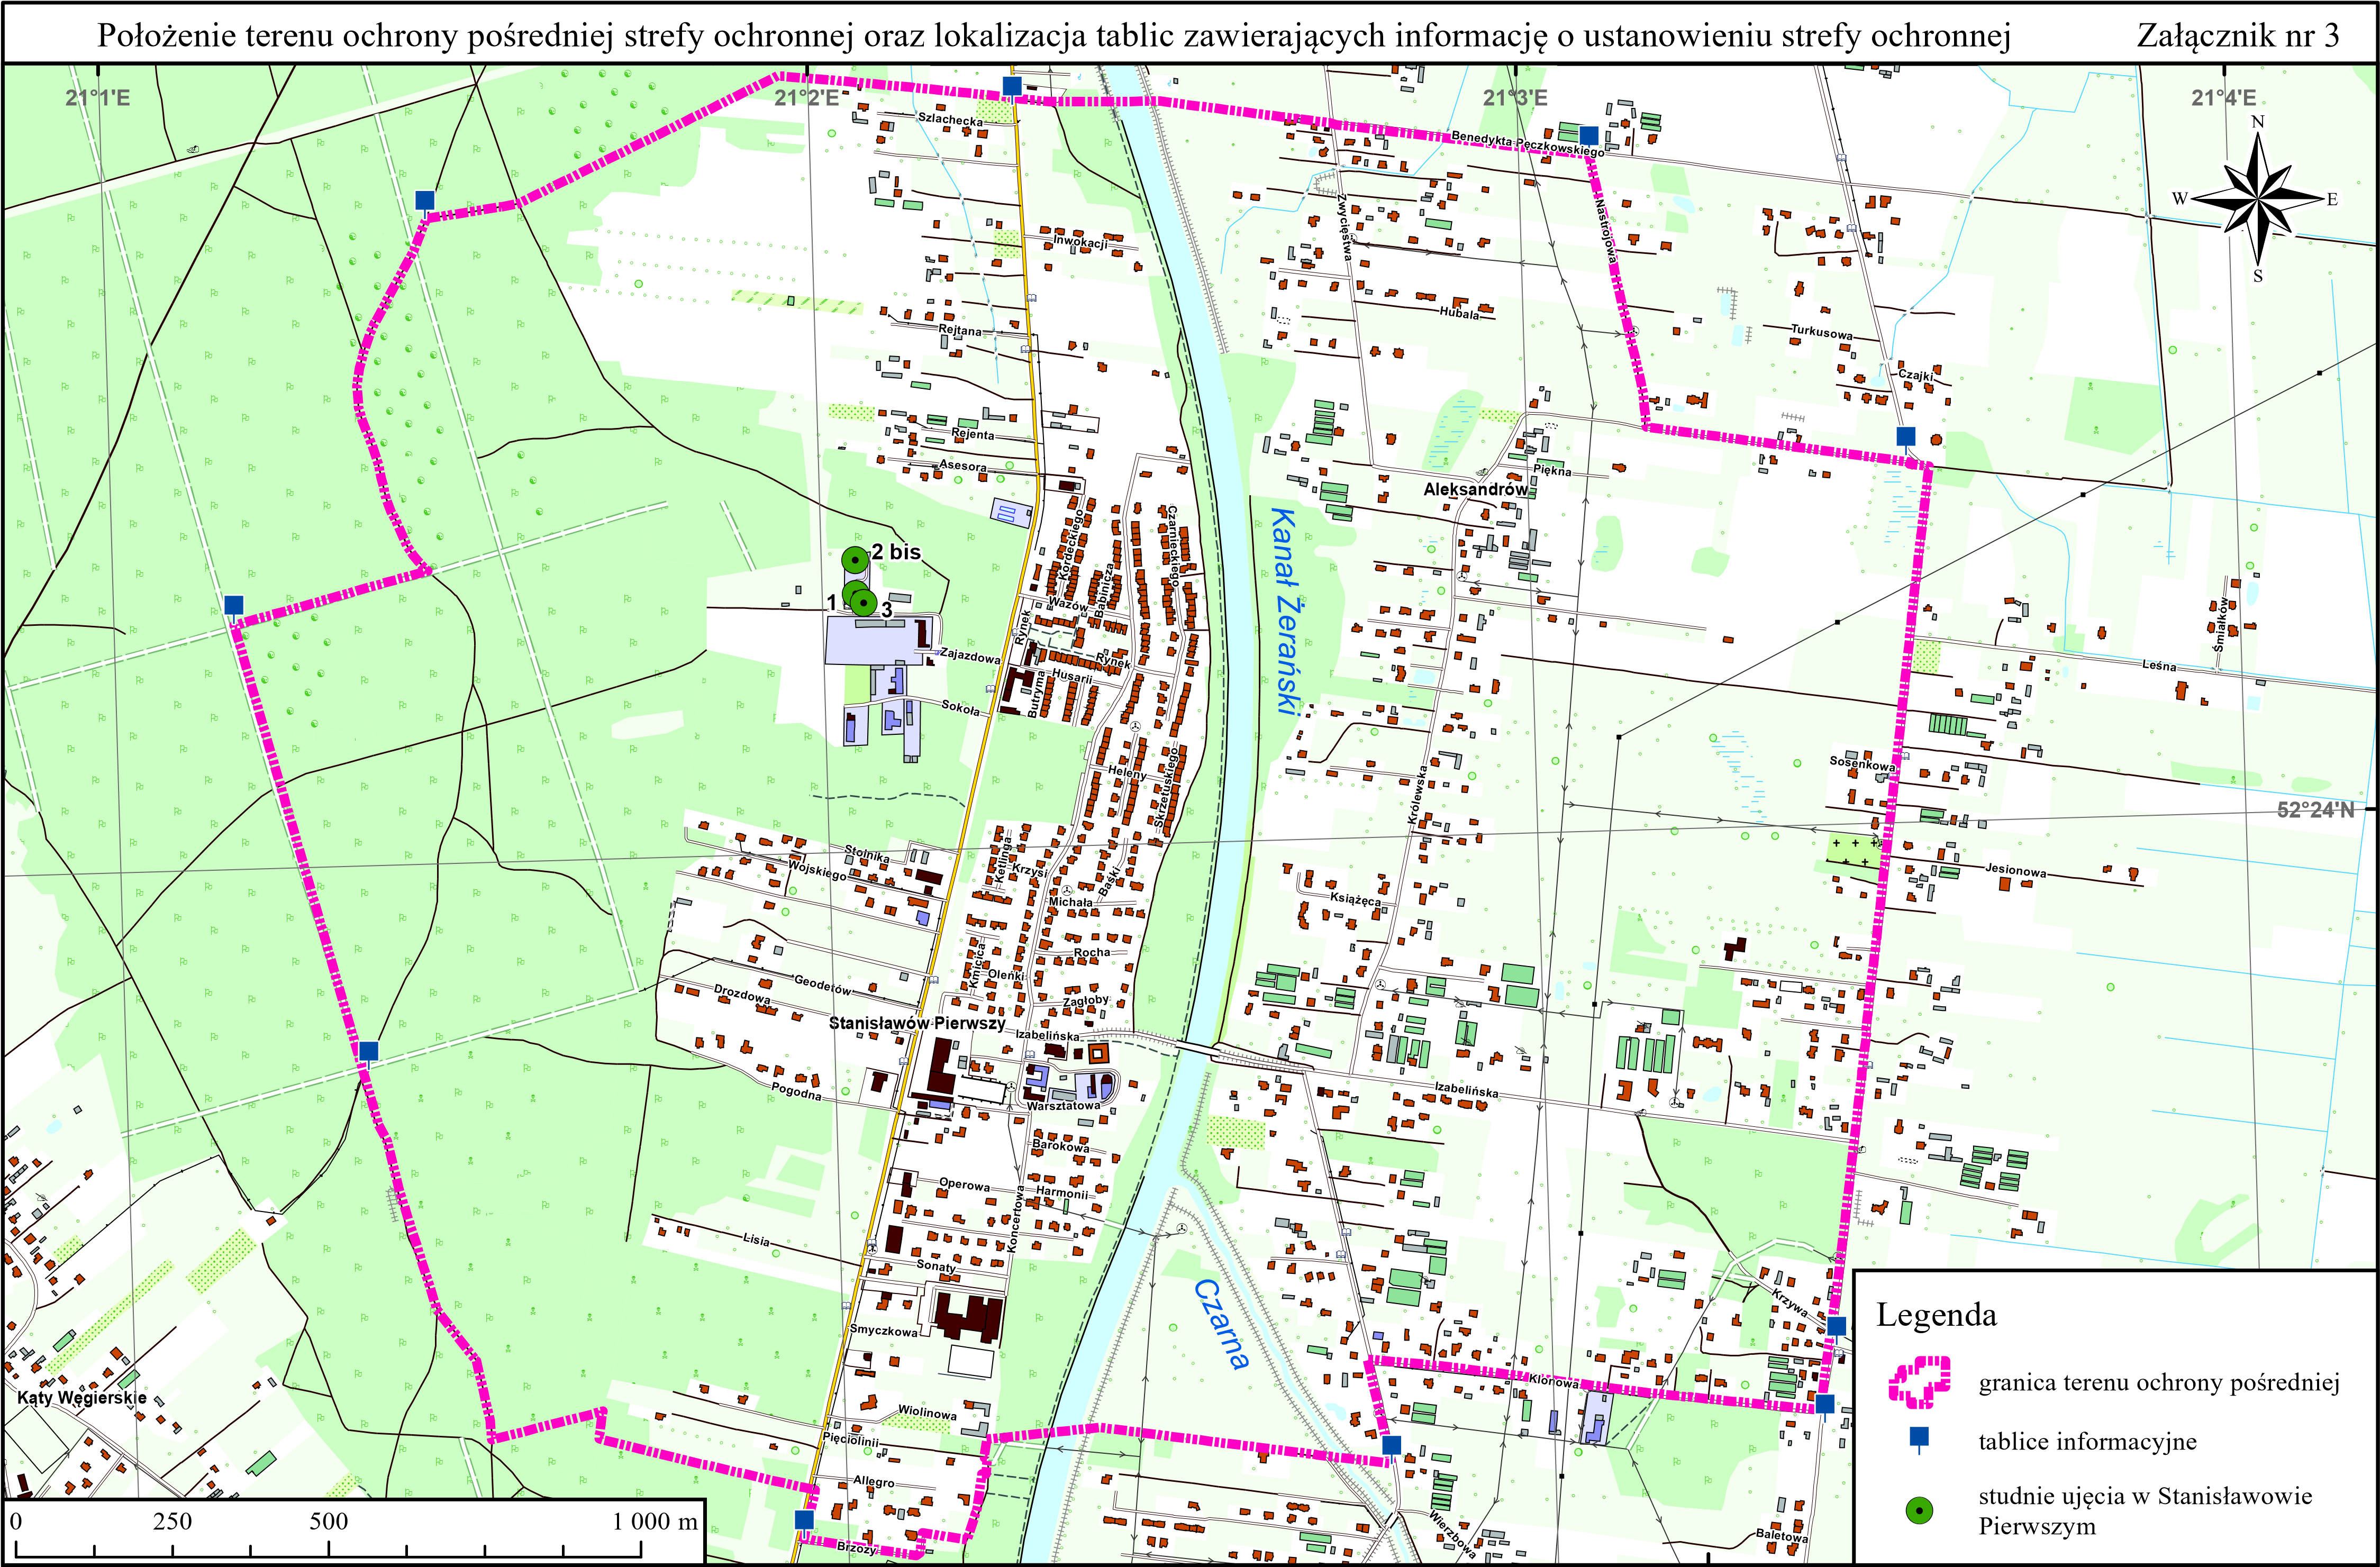 Położenie terenu ochrony pośredniej strefy ochronnej oraz lokalizacja tablic zawierających informację o ustanowieniu strefy ochronnej
Załącznik nr 3
21°1'E
21°2'E
21°3'E
21°4'E
N
W
E
S
Szlachecka
Benedykta Pęczkowskiego
Inwokacji
Zwycięstwa
Nastrojowa
Rejtana
Hubala
Turkusowa
Czajki
Rejenta
Asesora
Piękna
Aleksandrów
Kordeckiego
Babinicza
Czarnieckiego
Kanał Żerański
2 bis
1
3
Wazów
Rynek
Rynek
Zajazdowa
Husarii
Butryma
Sokoła
Śmiałków
Leśna
Heleny
Skrzetuskiego
Królewska
Sosenkowa
52°24'N
Stolnika
Wojskiego
Ketlinga
Krzysi
Baśki
Michała
Książęca
Jesionowa
Rocha
Kmicica
Oleńki
Geodetów
Drozdowa
Zagłoby
Stanisławów Pierwszy
Izabelińska
Izabelińska
Pogodna
Warsztatowa
Barokowa
Operowa
Harmonii
Koncertowa
Lisia
Sonaty
Czarna
Krzywa
Smyczkowa
Klonowa
Kąty Węgierskie
Wiolinowa
Pięciolinii
Allegro
Wierzbowa
Baletowa
Brzozy
0
250
500
1 000 m
Legenda
granica terenu ochrony pośredniej
tablice informacyjne
studnie ujęcia w Stanisławowie
Pierwszym